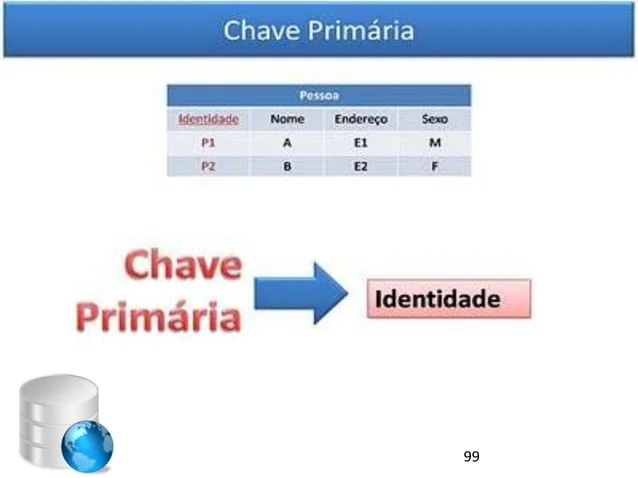 Chave Primária
Pessoa
Identidade Nome Endereço Sexo
P1 A E1 M
P2 B E2 F
Chave
Primária
Identidade
99